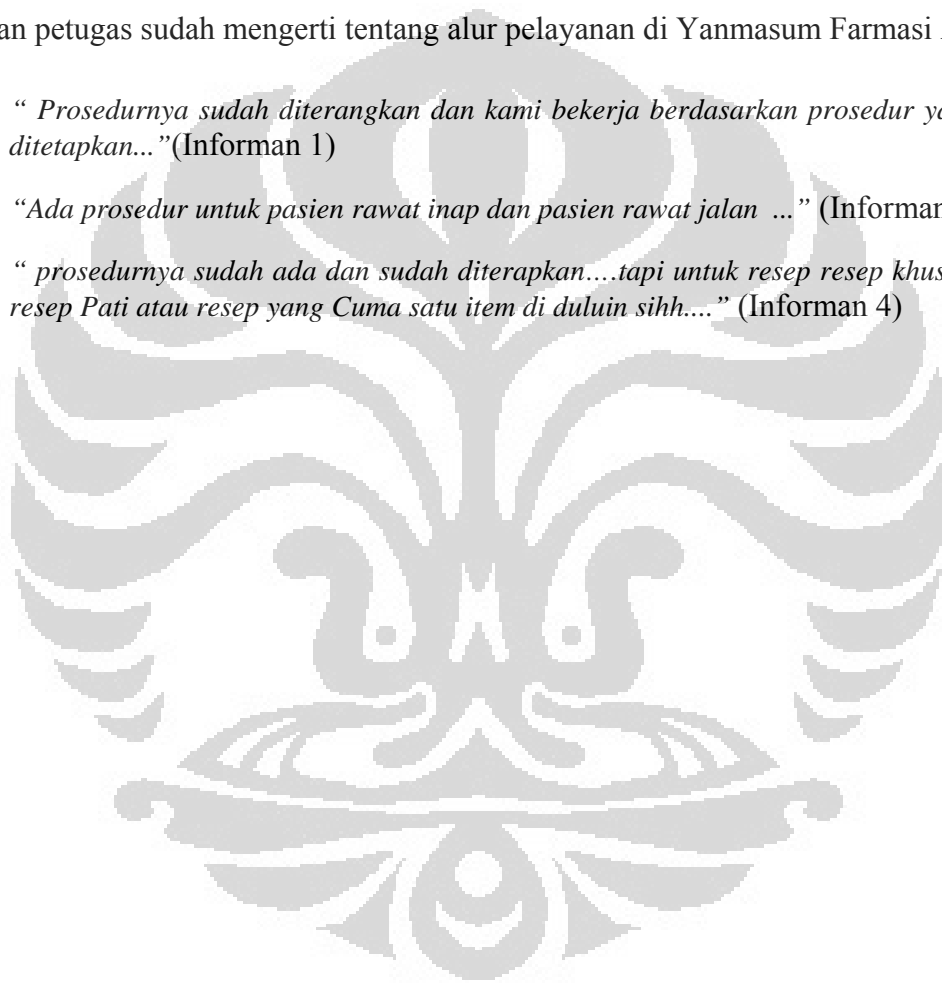 an petugas sudah mengerti tentang alur pelayanan di Yanmasum Farmasi
“ Prosedurnya sudah diterangkan dan kami bekerja berdasarkan prosedur ya
ditetapkan...”(Informan 1)
“Ada prosedur untuk pasien rawat inap dan pasien rawat jalan ...” (Informan
“ prosedurnya sudah ada dan sudah diterapkan....tapi untuk resep resep khus
resep Pati atau resep yang Cuma satu item di duluin sihh....” (Informan 4)